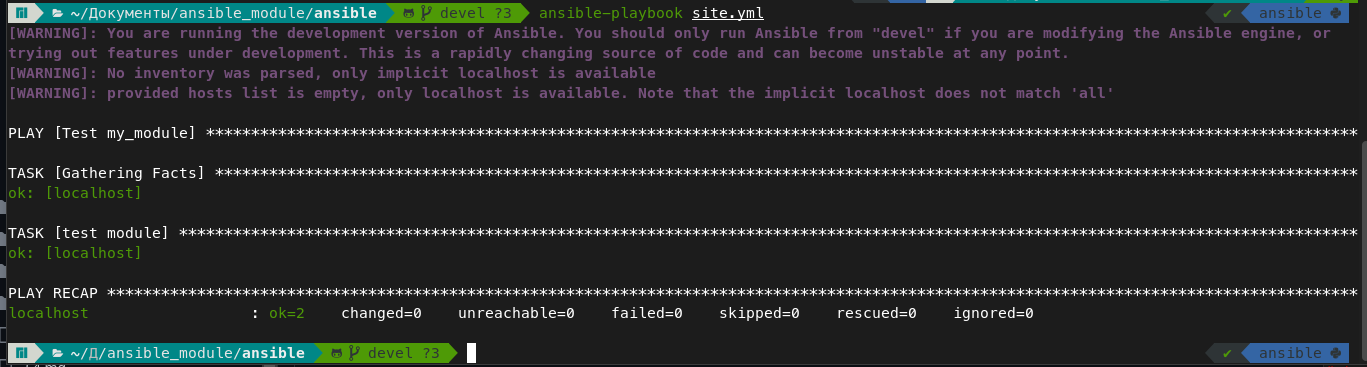 ~/Документы/ansible_module/ansible devel ?3 ansible-playbook site.yml ✔ ansible
[WARNING]: You are running the development version of Ansible. You should only run Ansible from "devel" if you are modifying the Ansible engine, or
trying out features under development. This is a rapidly changing source of code and can become unstable at any point.
[WARNING]: No inventory was parsed, only implicit localhost is available
[WARNING]: provided hosts list is empty, only localhost is available. Note that the implicit localhost does not match 'all'
PLAY [Test my_module] ********************************************************************************************************************************
TASK [Gathering Facts] *******************************************************************************************************************************
ok: [localhost]
TASK [test module] ***********************************************************************************************************************************
ok: [localhost]
PLAY RECAP *******************************************************************************************************************************************
localhost                  : ok=2    changed=0    unreachable=0    failed=0    skipped=0    rescued=0    ignored=0
~/Д/ansible_module/ansible devel ?3 ✔ ansible